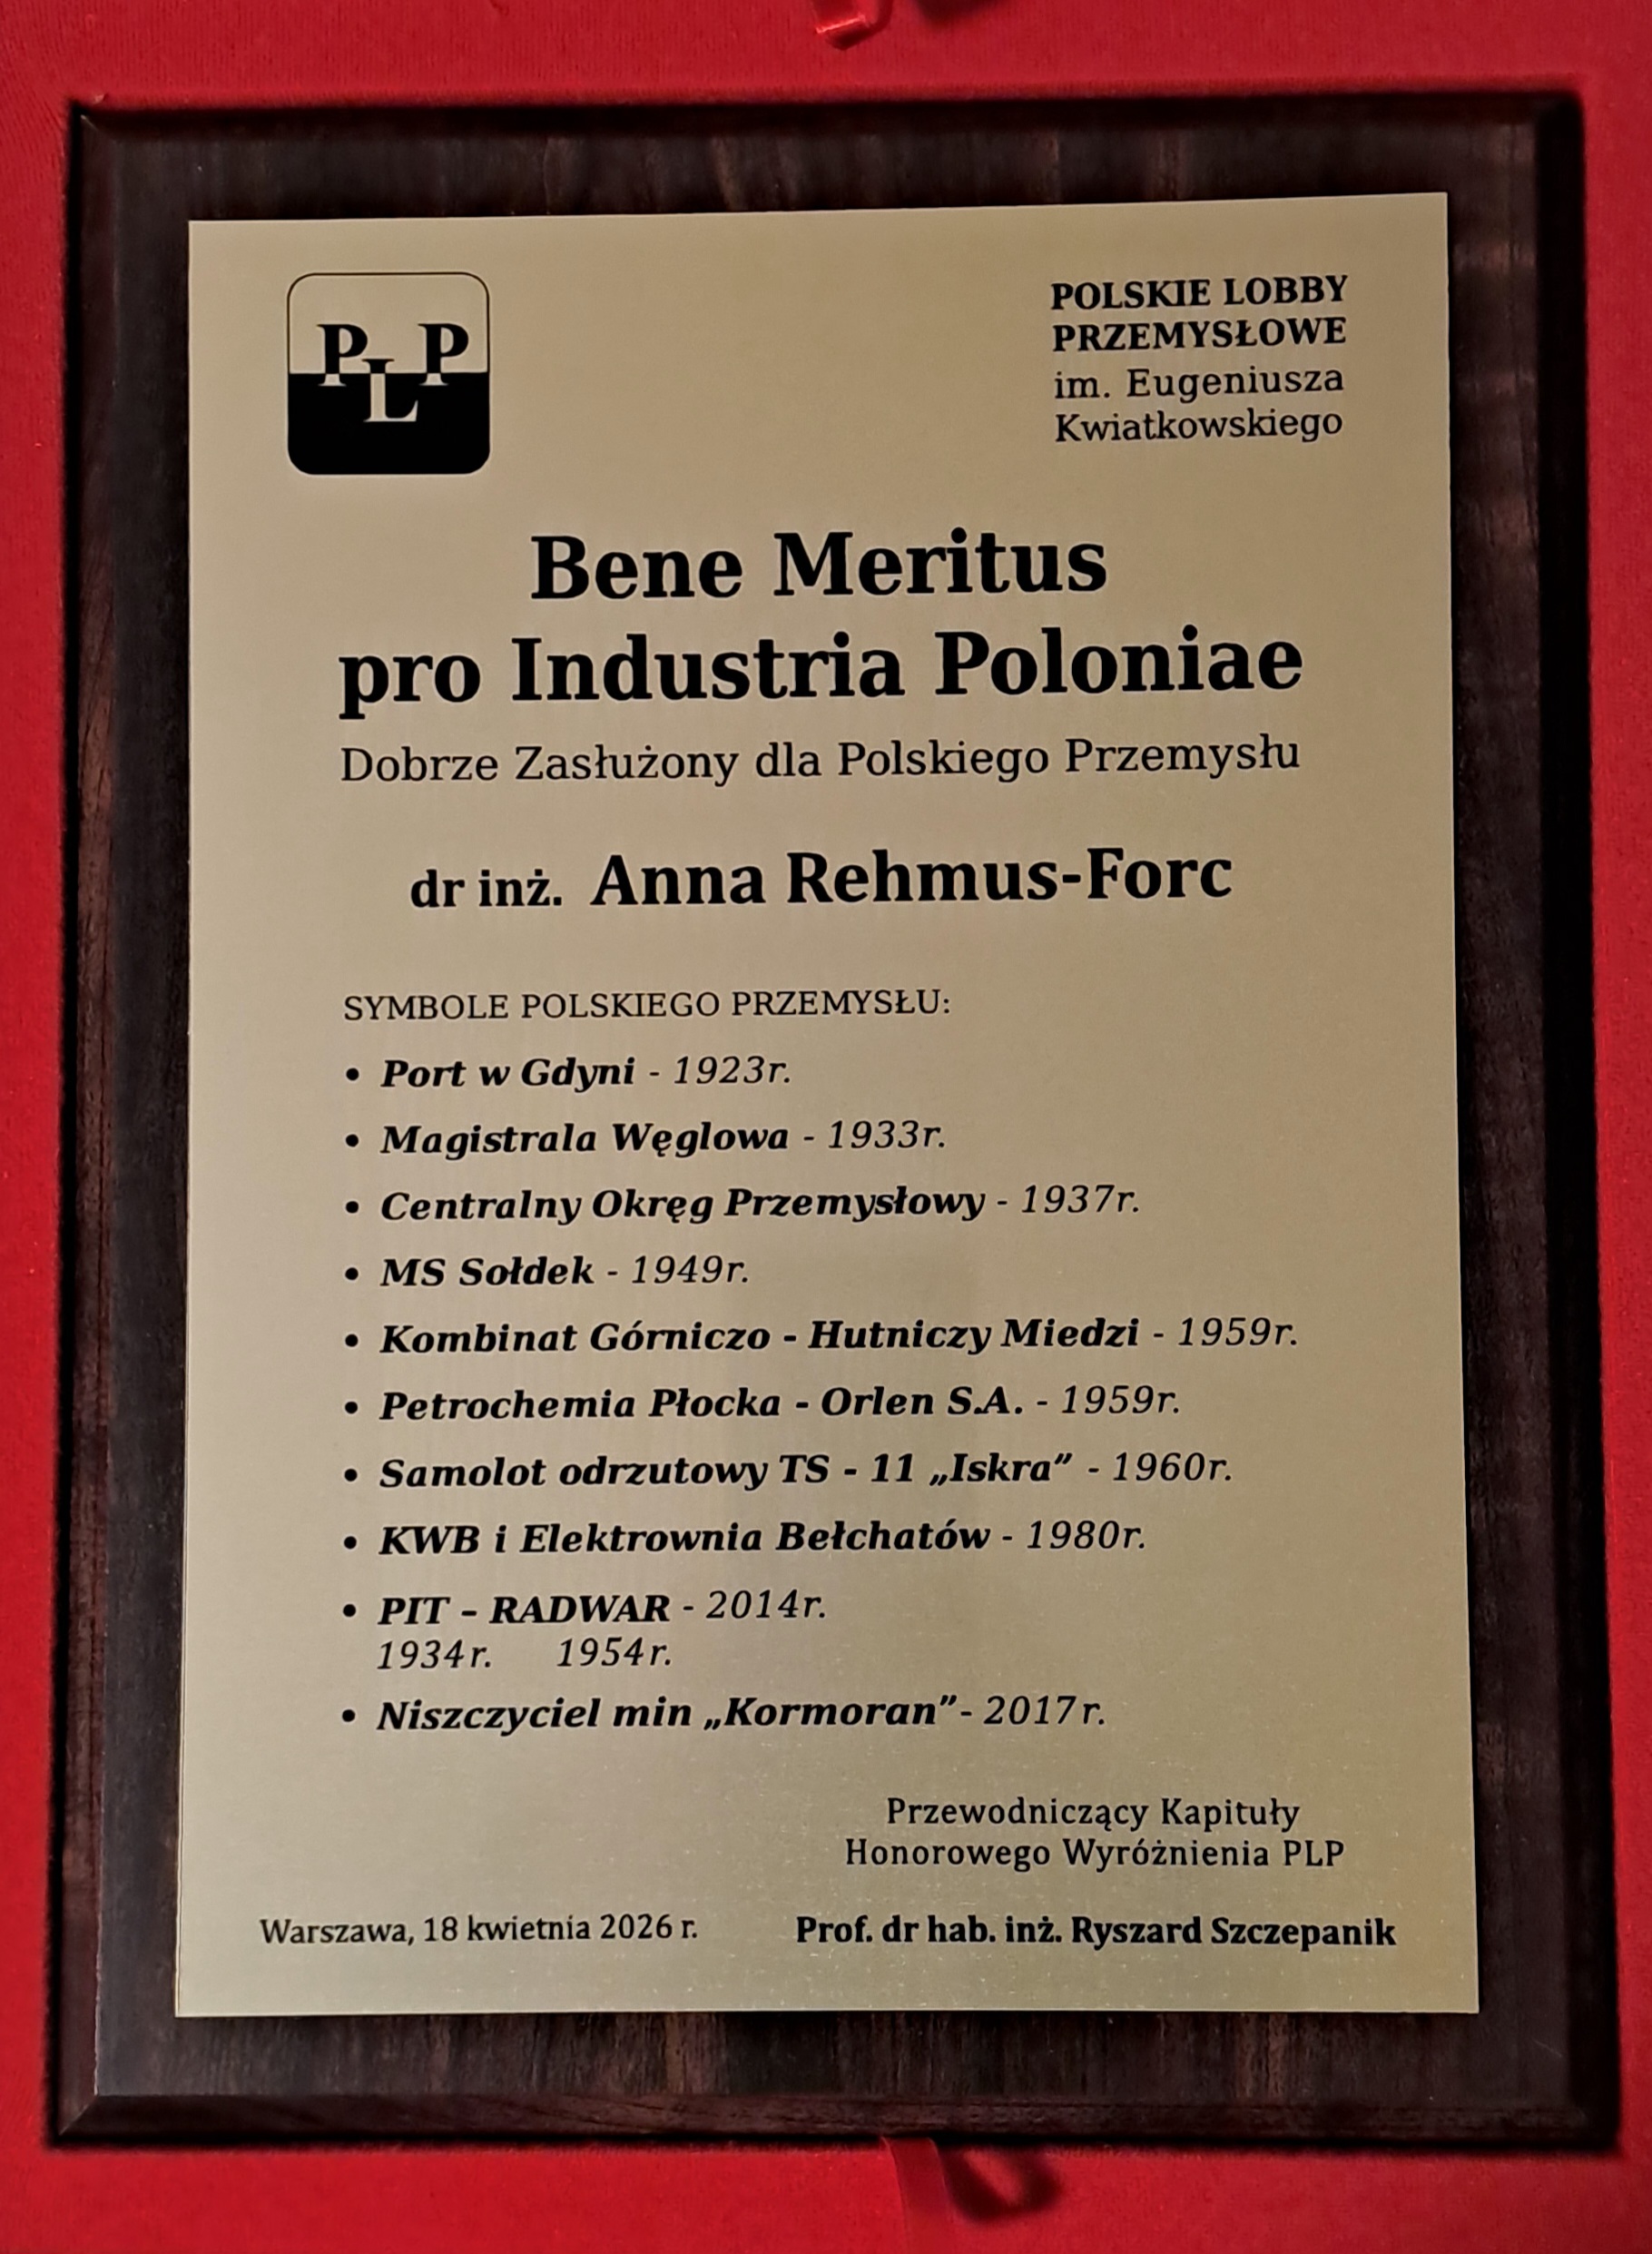 PLP
POLSKIE LOBBY
PRZEMYSŁOWE
im. Eugeniusza
Kwiatkowskiego
Bene Meritus
pro Industria Poloniae
Dobrze Zasłużony dla Polskiego Przemysłu
dr inż. Anna Rehmus-Forc
SYMBOLE POLSKIEGO PRZEMYSŁU:
• Port w Gdyni - 1923r.
• Magistrala Węglowa - 1933r.
• Centralny Okręg Przemysłowy - 1937r.
• MS Sołdek - 1949r.
• Kombinat Górniczo - Hutniczy Miedzi - 1959r.
• Petrochemia Płocka - Orlen S.A. - 1959r.
• Samolot odrzutowy TS - 11 „Iskra” - 1960r.
• KWB i Elektrownia Bełchatów - 1980r.
• PIT – RADWAR - 2014r.
1934r. 1954r.
• Niszczyciel min „Kormoran”- 2017r.
Przewodniczący Kapituły
Honorowego Wyróżnienia PLP
Warszawa, 18 kwietnia 2026 r. Prof. dr hab. inż. Ryszard Szczepanik